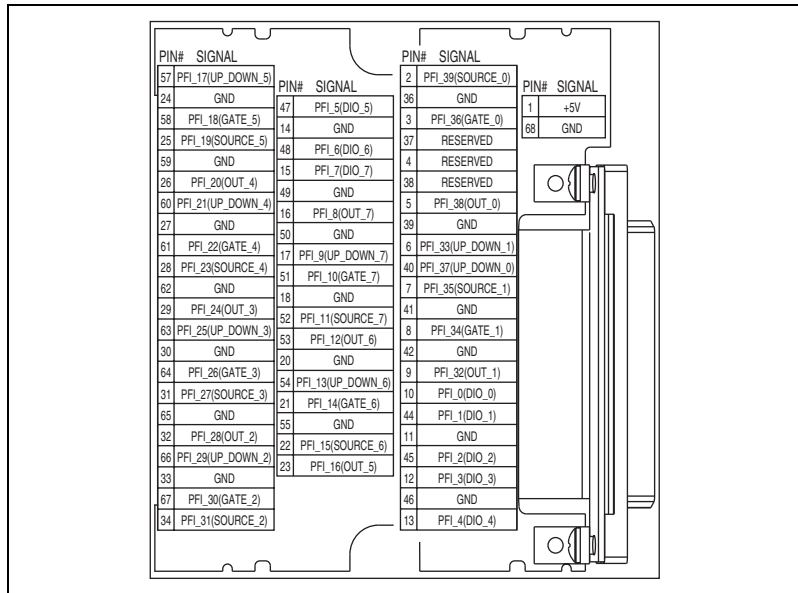 PIN# SIGNAL
57 PFI_17(UP_DOWN_5)
24 GND
58 PFI_18(GATE_5)
25 PFI_19(SOURCE_5)
59 GND
26 PFI_20(OUT_4)
60 PFI_21(UP_DOWN_4)
27 GND
61 PFI_22(GATE_4)
28 PFI_23(SOURCE_4)
62 GND
29 PFI_24(OUT_3)
63 PFI_25(UP_DOWN_3)
30 GND
64 PFI_26(GATE_3)
31 PFI_27(SOURCE_3)
65 GND
32 PFI_28(OUT_2)
66 PFI_29(UP_DOWN_2)
33 GND
67 PFI_30(GATE_2)
34 PFI_31(SOURCE_2)
PIN# SIGNAL
47 PFI_5(DIO_5)
14 GND
48 PFI_6(DIO_6)
15 PFI_7(DIO_7)
49 GND
16 PFI_8(OUT_7)
50 GND
17 PFI_9(UP_DOWN_7)
51 PFI_10(GATE_7)
18 GND
52 PFI_11(SOURCE_7)
53 PFI_12(OUT_6)
20 GND
54 PFI_13(UP_DOWN_6)
21 PFI_14(GATE_6)
55 GND
22 PFI_15(SOURCE_6)
23 PFI_16(OUT_5)
PIN# SIGNAL
2 PFI_39(SOURCE_0)
36 GND
3 PFI_36(GATE_0)
37 RESERVED
4 RESERVED
38 RESERVED
5 PFI_38(OUT_0)
39 GND
6 PFI_33(UP_DOWN_1)
40 PFI_37(UP_DOWN_0)
7 PFI_35(SOURCE_1)
41 GND
8 PFI_34(GATE_1)
42 GND
9 PFI_32(OUT_1)
10 PFI_0(DIO_0)
44 PFI_1(DIO_1)
11 GND
45 PFI_2(DIO_2)
12 PFI_3(DIO_3)
46 GND
13 PFI_4(DIO_4)
PIN# SIGNAL
1 +5V
68 GND